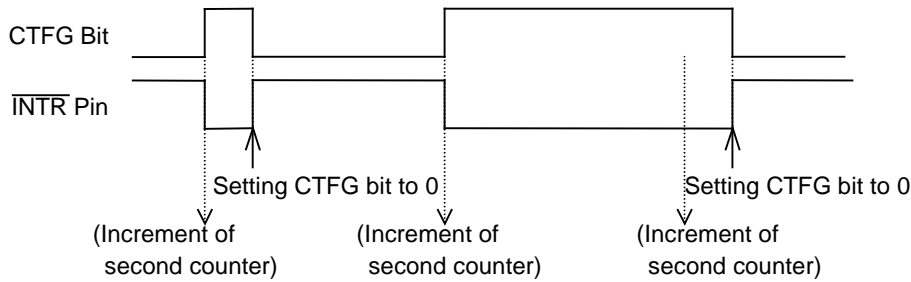 CTFG Bit
INTR Pin
Setting CTFG bit to 0
Setting CTFG bit to 0
(Increment of
second counter)
(Increment of
second counter)
(Increment of
second counter)